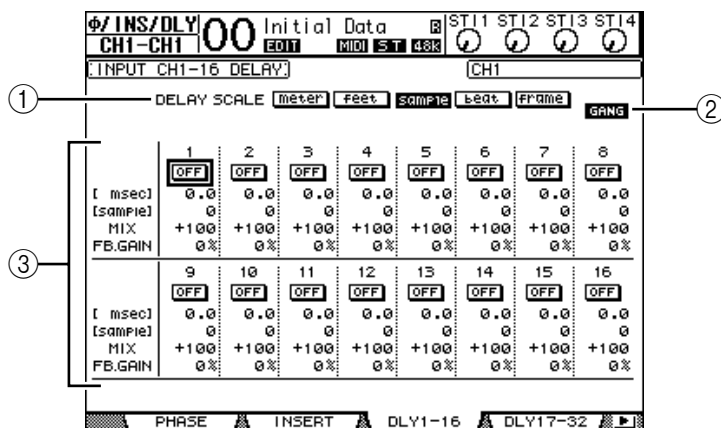 Φ/INS/DLY 00 Initial Data R ST11 ST12 ST13 ST14
CH1-CH1 EDIT MIDI ST 48k
INPUT CH1-16 DELAY CH1
① DELAY SCALE meter feet sample beat frame
GANG ②
③
1 2 3 4 5 6 7 8
OFF OFF OFF OFF OFF OFF OFF OFF
[ msec] 0.0 0.0 0.0 0.0 0.0 0.0 0.0 0.0
[sample] 0 0 0 0 0 0 0 0
MIX +100 +100 +100 +100 +100 +100 +100 +100
FB.GAIN 0% 0% 0% 0% 0% 0% 0% 0%
9 10 11 12 13 14 15 16
OFF OFF OFF OFF OFF OFF OFF OFF
[ msec] 0.0 0.0 0.0 0.0 0.0 0.0 0.0 0.0
[sample] 0 0 0 0 0 0 0 0
MIX +100 +100 +100 +100 +100 +100 +100 +100
FB.GAIN 0% 0% 0% 0% 0% 0% 0% 0%
PHASE INSERT DLY1-16 DLY17-32